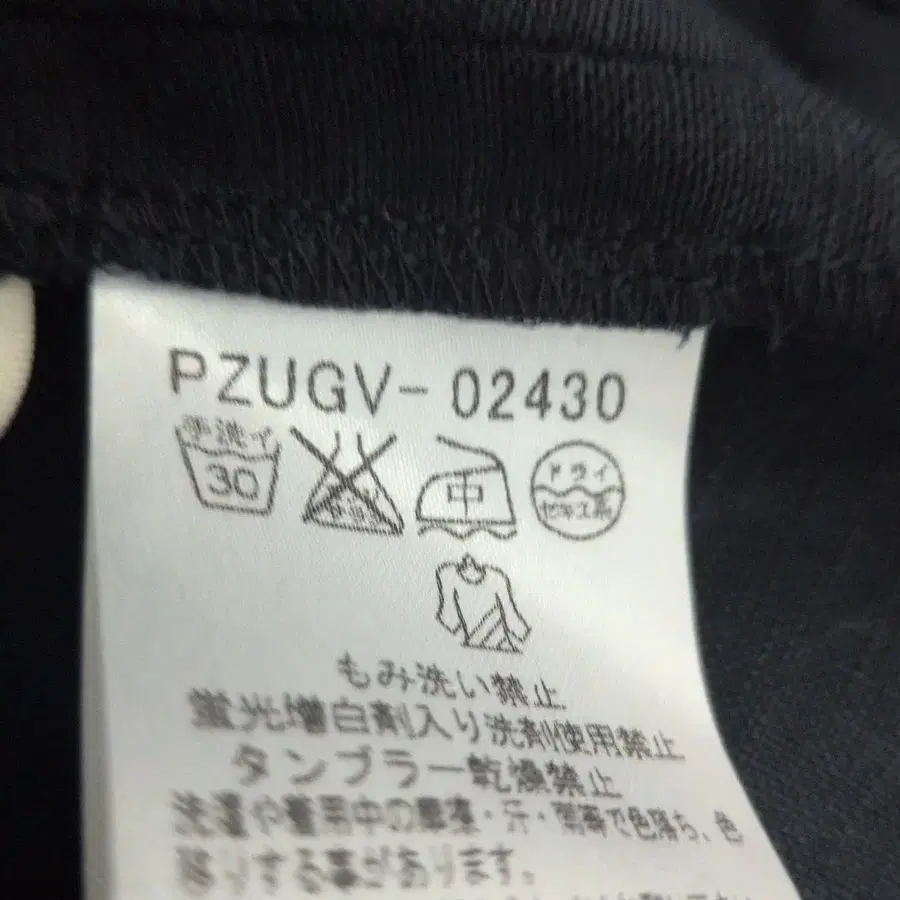 PZUGV-02430
手洗イ 30 中 ドライ セキユ系
もみ洗い禁止
蛍光増白剤入り洗剤使用禁止
タンブラー乾燥禁止
洗濯や着用中の摩擦・汗・雨等で色落ち、色
移りする事があります。